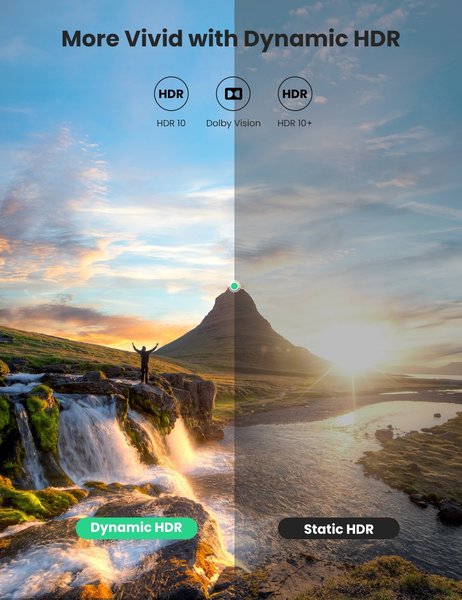 More Vivid with Dynamic HDR
HDR HDR
HDR 10 Dolby Vision HDR 10+
Dynamic HDR Static HDR